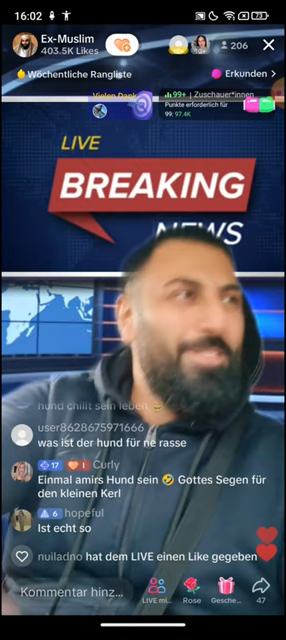 16:02
73
Ex-Muslim
403.5K Likes
206
Wöchentliche Rangliste
Erkunden >
Vielen Dank
99+ | Zuschauer*innen
Punkte erforderlich für
99: 97.4K
LIVE
BREAKING
NEWS
hund chillt sein leben
user8628675971666
was ist der hund für ne rasse
17 1 Curly
Einmal amirs Hund sein 🤣 Gottes Segen für
den kleinen Kerl
6 hopeful
Ist echt so
nuiladno hat dem LIVE einen Like gegeben
Kommentar hinz...
LIVE mi...
Rose
Gesche...
47